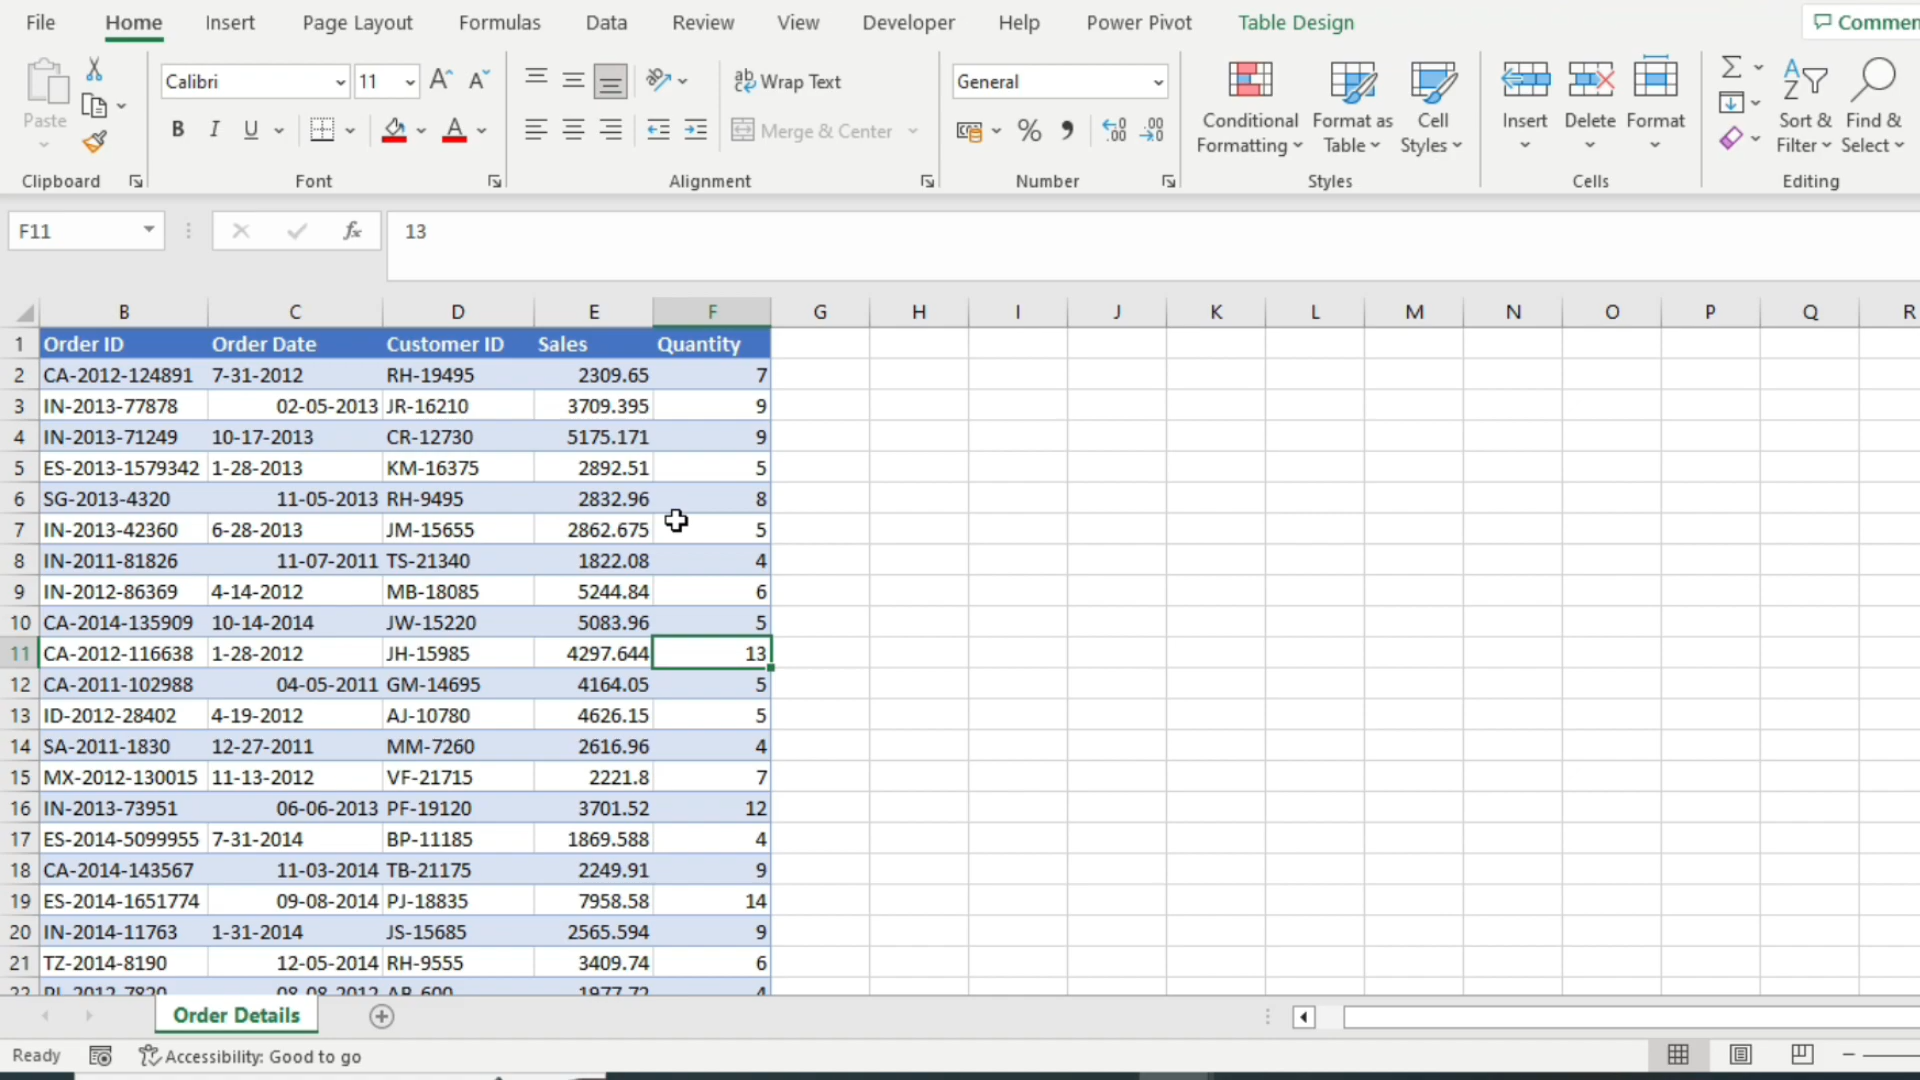 File Home Insert Page Layout Formulas Data Review View Developer Help Power Pivot Table Design Commen
Calibri 11 A A ab Wrap Text General
Paste B I U A Merge & Center % 9 .00 .00
Conditional Formatting Format as Table Cell Styles Insert Delete Format Sort & Filter Find & Select
Clipboard Font Alignment Number Styles Cells Editing
F11 fx 13
B C D E F G H I J K L M N O P Q R
1 Order ID Order Date Customer ID Sales Quantity
2 CA-2012-124891 7-31-2012 RH-19495 2309.65 7
3 IN-2013-77878 02-05-2013 JR-16210 3709.395 9
4 IN-2013-71249 10-17-2013 CR-12730 5175.171 9
5 ES-2013-1579342 1-28-2013 KM-16375 2892.51 5
6 SG-2013-4320 11-05-2013 RH-9495 2832.96 8
7 IN-2013-42360 6-28-2013 JM-15655 2862.675 5
8 IN-2011-81826 11-07-2011 TS-21340 1822.08 4
9 IN-2012-86369 4-14-2012 MB-18085 5244.84 6
10 CA-2014-135909 10-14-2014 JW-15220 5083.96 5
11 CA-2012-116638 1-28-2012 JH-15985 4297.644 13
12 CA-2011-102988 04-05-2011 GM-14695 4164.05 5
13 ID-2012-28402 4-19-2012 AJ-10780 4626.15 5
14 SA-2011-1830 12-27-2011 MM-7260 2616.96 4
15 MX-2012-130015 11-13-2012 VF-21715 2221.8 7
16 IN-2013-73951 06-06-2013 PF-19120 3701.52 12
17 ES-2014-5099955 7-31-2014 BP-11185 1869.588 4
18 CA-2014-143567 11-03-2014 TB-21175 2249.91 9
19 ES-2014-1651774 09-08-2014 PJ-18835 7958.58 14
20 IN-2014-11763 1-31-2014 JS-15685 2565.594 9
21 TZ-2014-8190 12-05-2014 RH-9555 3409.74 6
22 PL-2012-7820 08-08-2012 AB-600 1977.72 4
Order Details
Ready Accessibility: Good to go